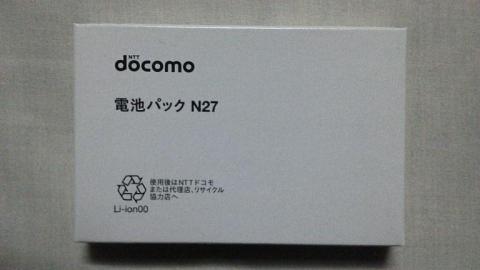 NTT
docomo
電池パック N27
使用後はNTTドコモ
または代理店、リサイクル
協力店へ
Li-ion00